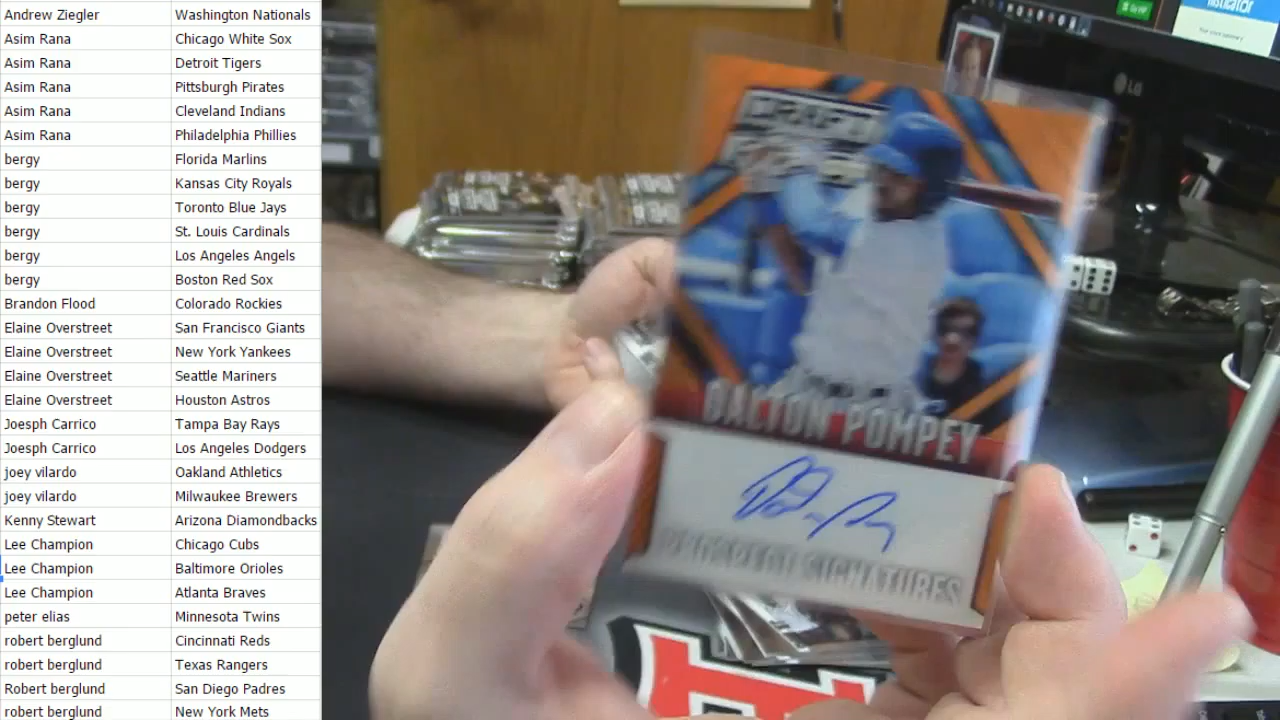 Andrew Ziegler Washington Nationals
Asim Rana Chicago White Sox
Asim Rana Detroit Tigers
Asim Rana Pittsburgh Pirates
Asim Rana Cleveland Indians
Asim Rana Philadelphia Phillies
bergy Florida Marlins
bergy Kansas City Royals
bergy Toronto Blue Jays
bergy St. Louis Cardinals
bergy Los Angeles Angels
bergy Boston Red Sox
Brandon Flood Colorado Rockies
Elaine Overstreet San Francisco Giants
Elaine Overstreet New York Yankees
Elaine Overstreet Seattle Mariners
Elaine Overstreet Houston Astros
Joesph Carrico Tampa Bay Rays
Joesph Carrico Los Angeles Dodgers
joey vilardo Oakland Athletics
joey vilardo Milwaukee Brewers
Kenny Stewart Arizona Diamondbacks
Lee Champion Chicago Cubs
Lee Champion Baltimore Orioles
Lee Champion Atlanta Braves
peter elias Minnesota Twins
robert berglund Cincinnati Reds
robert berglund Texas Rangers
Robert berglund San Diego Padres
robert berglund New York Mets
LG
DALTON POMPEY
PROSPECT SIGNATURES